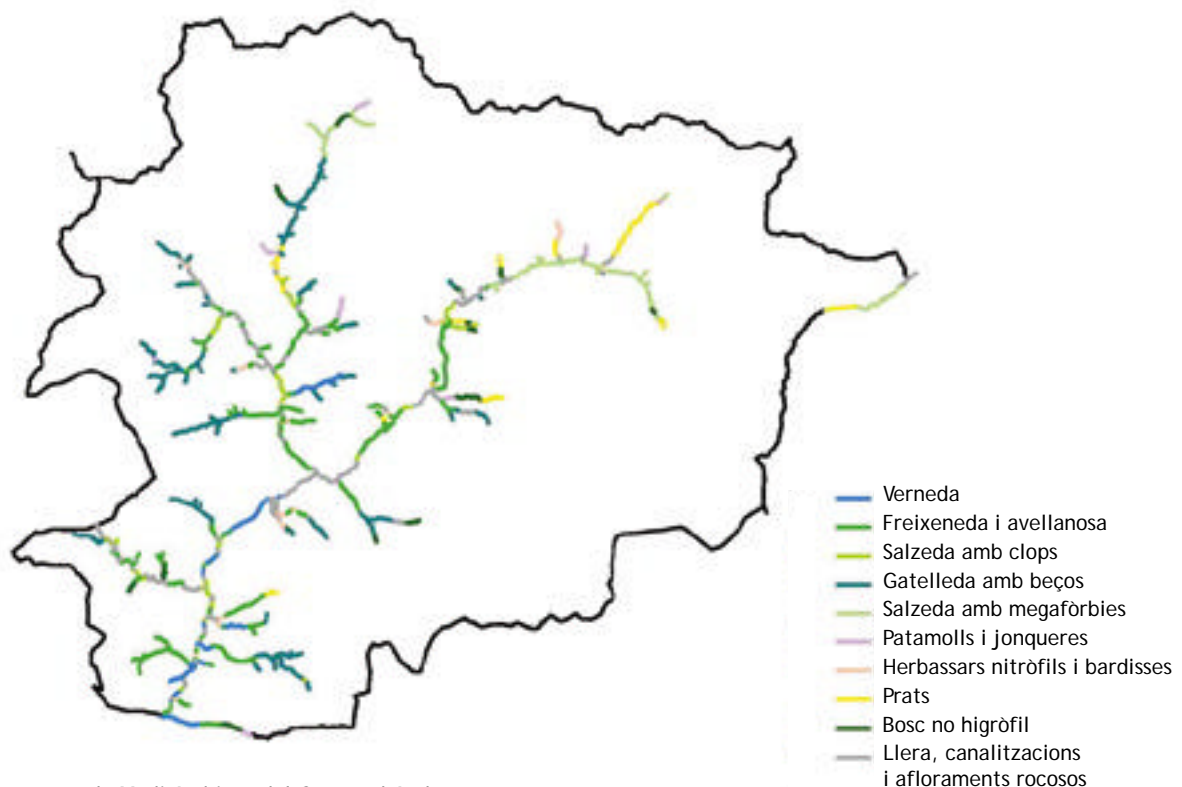 Verneda
Freixeneda i avellanosa
Salzeda amb clops
Gatelleda amb beços
Salzeda amb megafòrbies
Patamolls i jonqueres
Herbassars nitròfils i bardisses
Prats
Bosc no higròfil
Llera, canalitzacions
i afloraments rocosos